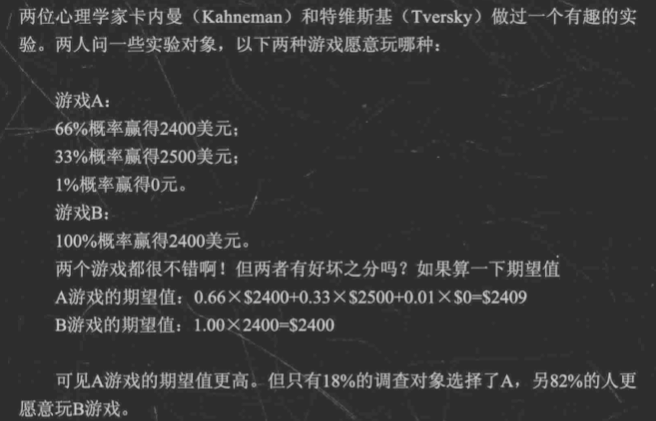 两位心理学家卡内曼（Kahneman）和特维斯基（Tversky）做过一个有趣的实
验。两人问一些实验对象，以下两种游戏愿意玩哪种：
游戏A：
66%概率赢得2400美元；
33%概率赢得2500美元；
1%概率赢得0元。
游戏B：
100%概率赢得2400美元。
两个游戏都很不错啊！但两者有好坏之分吗？如果算一下期望值
A游戏的期望值：0.66×$2400+0.33×$2500+0.01×$0=$2409
B游戏的期望值：1.00×2400=$2400
可见A游戏的期望值更高。但只有18%的调查对象选择了A，另82%的人更
愿意玩B游戏。